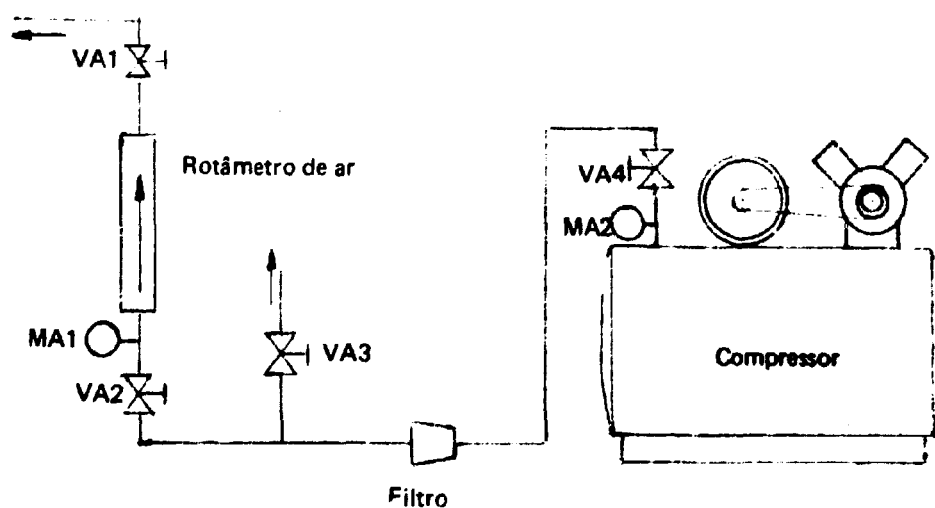 VA1
Rotâmetro de ar
VA4
MA2
MA1
VA3
Compressor
VA2
Filtro